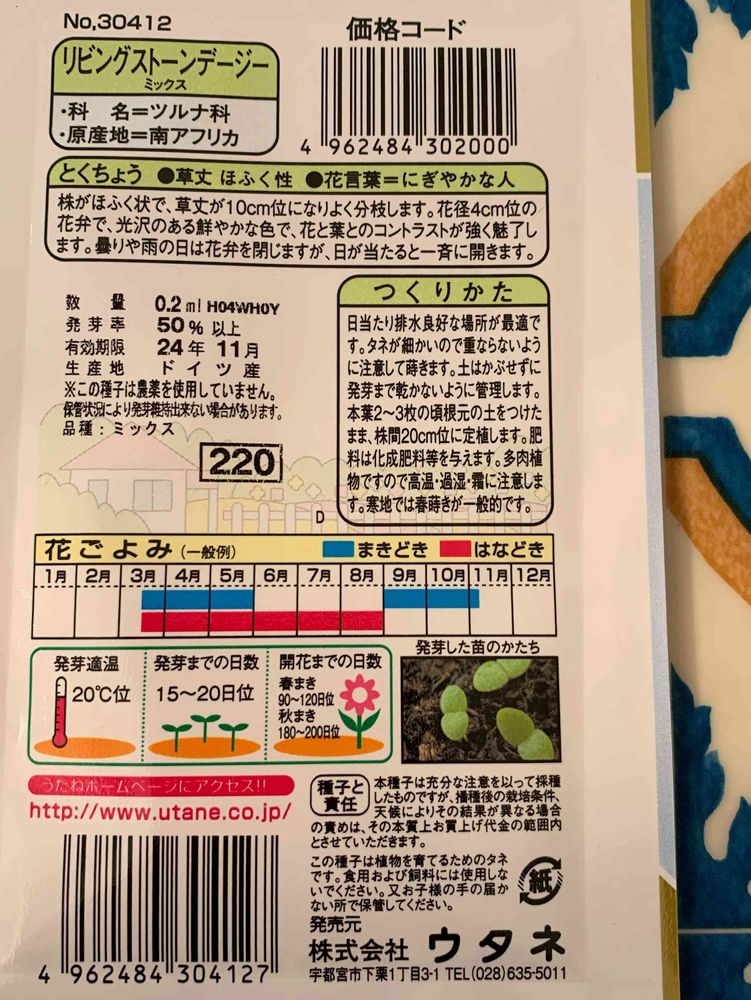 No,30412
価格コード
リビングストーンデージー
ミックス
・科　名＝ツルナ科
・原産地＝南アフリカ
4 962484 302000
とくちょう ●草丈 ほふく性 ●花言葉＝にぎやかな人
株がほふく状で、草丈が10cm位になりよく分枝します。花径4cm位の
花弁で、光沢のある鮮やかな色で、花と葉とのコントラストが強く魅了し
ます。曇りや雨の日は花弁を閉じますが、日が当たると一斉に開きます。
数　量 0.2ml H04WH0Y
発芽率 50%以上
有効期限 24年 11月
生産地 ドイツ産
※この種子は農薬を使用していません。
保管状況により発芽維持出来ない場合があります。
品種：ミックス
220
D
つくりかた
日当たり排水良好な場所が最適で
す。タネが細かいので重ならないよう
に注意して蒔きます。土はかぶせずに
発芽まで乾かないように管理します。
本葉2～3枚の頃根元の土をつけた
まま、株間20cm位に定植します。肥
料は化成肥料等を与えます。多肉植
物ですので高温・過湿・霜に注意しま
す。寒地では春蒔きが一般的です。
花ごよみ（一般例） まきどき はなどき
1月 2月 3月 4月 5月 6月 7月 8月 9月 10月 11月 12月
発芽適温
20℃位
発芽までの日数
15～20日位
開花までの日数
春まき
90～120日位
秋まき
180～200日位
発芽した苗のかたち
うたねホームページにアクセス!!
http://www.utane.co.jp/
4 962484 304127
種子と
責任
本種子は充分な注意を以って採種
したものですが、播種後の栽培条件、
天候によりその結果が異なる場合
の責めは、その本質上お買上げ代金の範囲内
とさせていただきます。
この種子は植物を育てるためのタネ
です。食用および飼料には使用しな
いでください。又お子様の手の届か
ない所で保管してください。
紙
発売元
株式会社 ウタネ
宇都宮市下栗1丁目3-1 TEL(028)635-5011